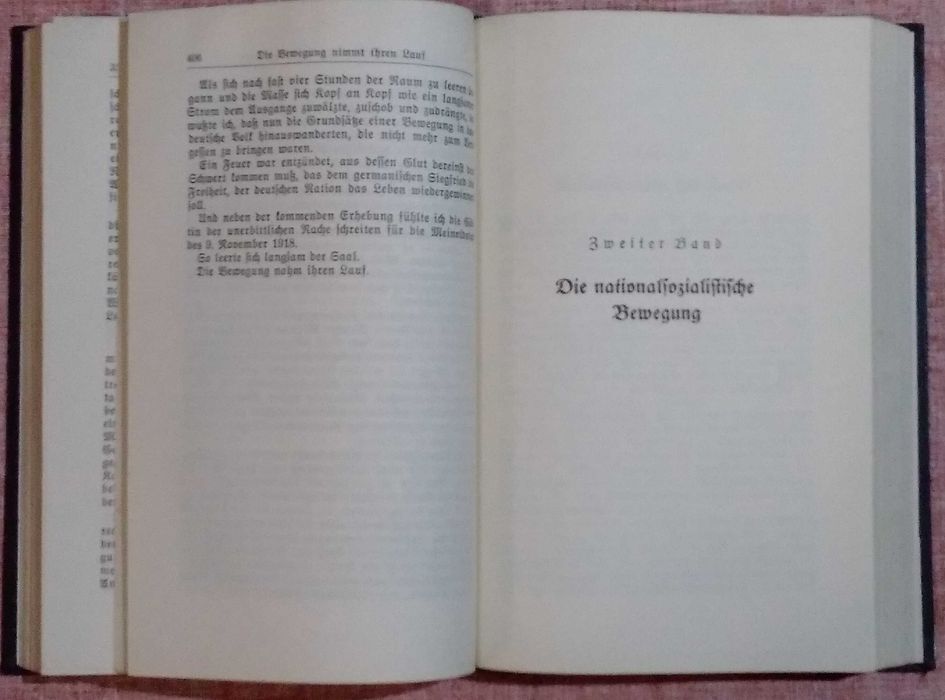 406 Die Bewegung nimmt ihren Lauf
Als sich nach fast vier Stunden der Raum zu leeren
gann und die Masse sich Kopf an Kopf wie ein langsamer
Strom dem Ausgange zuwälzte, zuschob und zudrängte,
wußte ich, daß nun die Grundsätze einer Bewegung in
deutsche Volk hinauswanderten, die nicht mehr zum
gessen zu bringen waren.
Ein Feuer war entzündet, aus dessen Glut dereinst
Schwert kommen muß, das dem germanischen Siegfried die
Freiheit, der deutschen Nation das Leben wiedergewinnen
soll.
Und neben der kommenden Erhebung fühlte ich die
tin der unerbittlichen Rache schreiten für die
des 9. November 1918.
So leerte sich langsam der Saal.
Die Bewegung nahm ihren Lauf.
Zweiter Band
Die nationalsozialistische
Bewegung